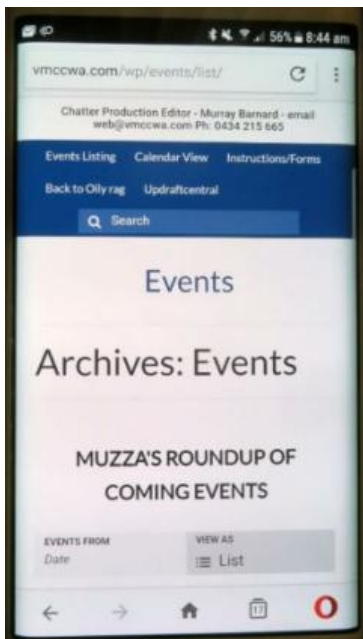 56% 8:44 am
vmccwa.com/wp/events/list/
Chatter Production Editor - Murray Barnard - email
web@vmccwa.com Ph: 0434 215 665
Events Listing Calendar View Instructions/Forms
Back to Oily rag Updraftcentral
Search
Events
Archives: Events
MUZZA'S ROUNDUP OF
COMING EVENTS
EVENTS FROM VIEW AS
Date List
17